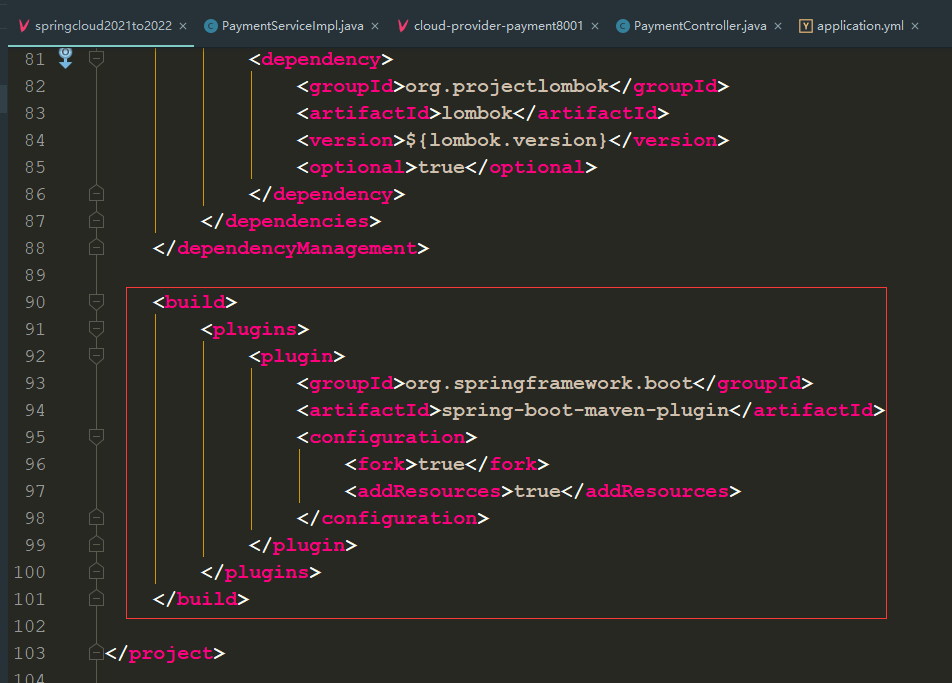 springcloud2021to2022 × PaymentServiceImpl.java × cloud-provider-payment8001 × PaymentController.java × application.yml ×
81 <dependency>
82 <groupId>org.projectlombok</groupId>
83 <artifactId>lombok</artifactId>
84 <version>${lombok.version}</version>
85 <optional>true</optional>
86 </dependency>
87 </dependencies>
88 </dependencyManagement>
89
90 <build>
91 <plugins>
92 <plugin>
93 <groupId>org.springframework.boot</groupId>
94 <artifactId>spring-boot-maven-plugin</artifactId>
95 <configuration>
96 <fork>true</fork>
97 <addResources>true</addResources>
98 </configuration>
99 </plugin>
100 </plugins>
101 </build>
102
103 </project>
104